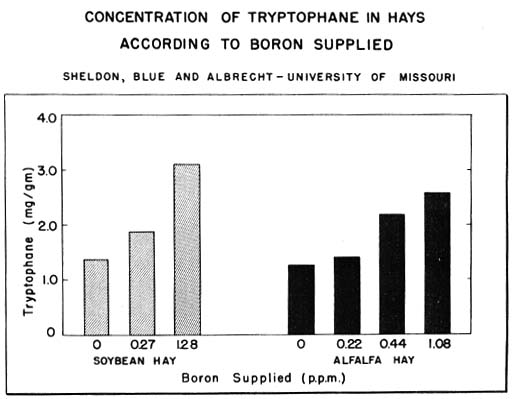 CONCENTRATION OF TRYPTOPHANE IN HAYS
ACCORDING TO BORON SUPPLIED
SHELDON, BLUE AND ALBRECHT – UNIVERSITY OF MISSOURI
Tryptophane (mg/gm)
4.0
3.0
2.0
1.0
0
0 0.27 1.28 0 0.22 0.44 1.08
SOYBEAN HAY ALFALFA HAY
Boron Supplied (p.p.m.)